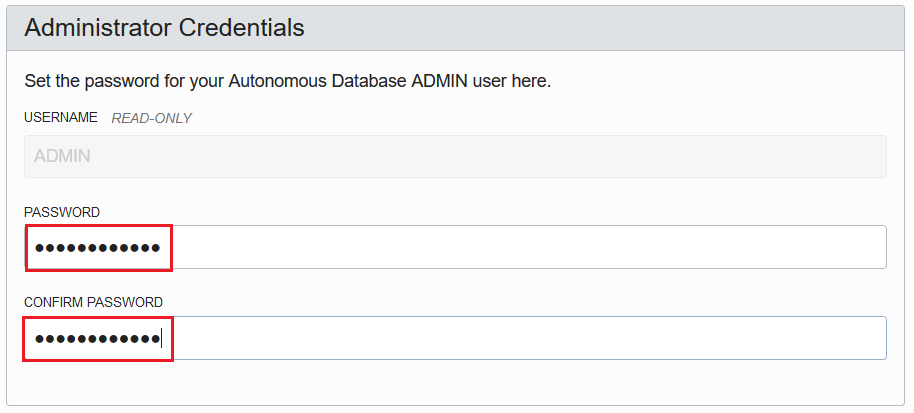 Administrator Credentials
Set the password for your Autonomous Database ADMIN user here.
USERNAME READ-ONLY
ADMIN
PASSWORD
●●●●●●●●●●●●
CONFIRM PASSWORD
●●●●●●●●●●●●